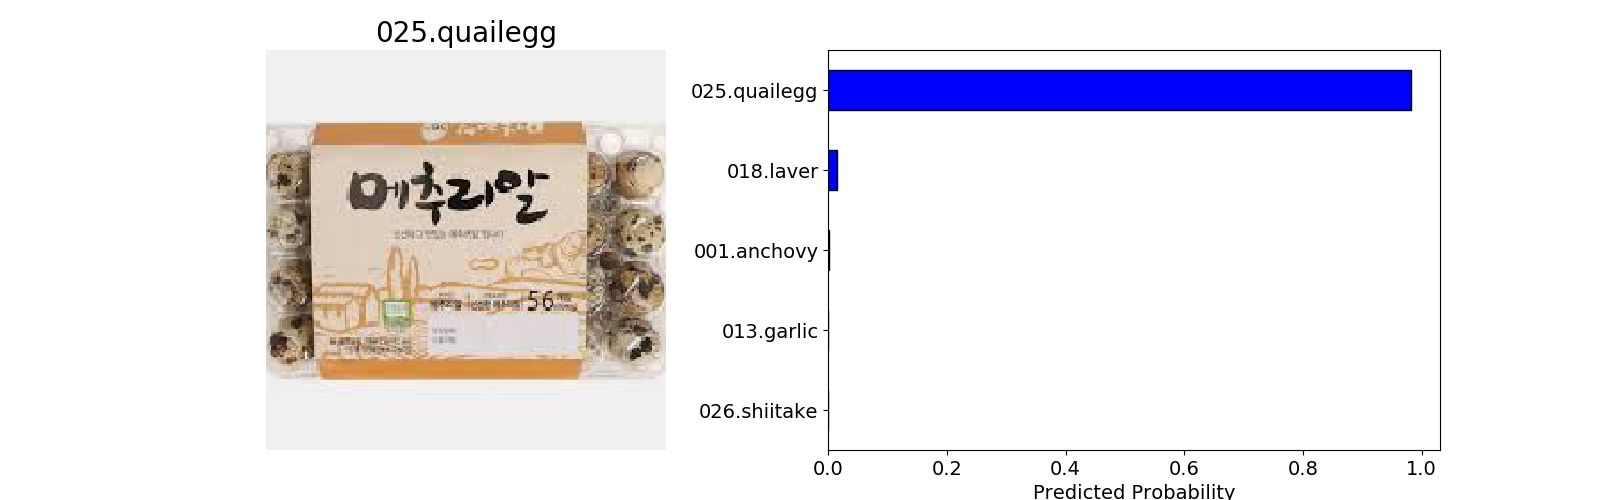 025.quailegg
메추리알
56
025.quailegg
018.laver
001.anchovy
013.garlic
026.shiitake
0.0 0.2 0.4 0.6 0.8 1.0
Predicted Probability